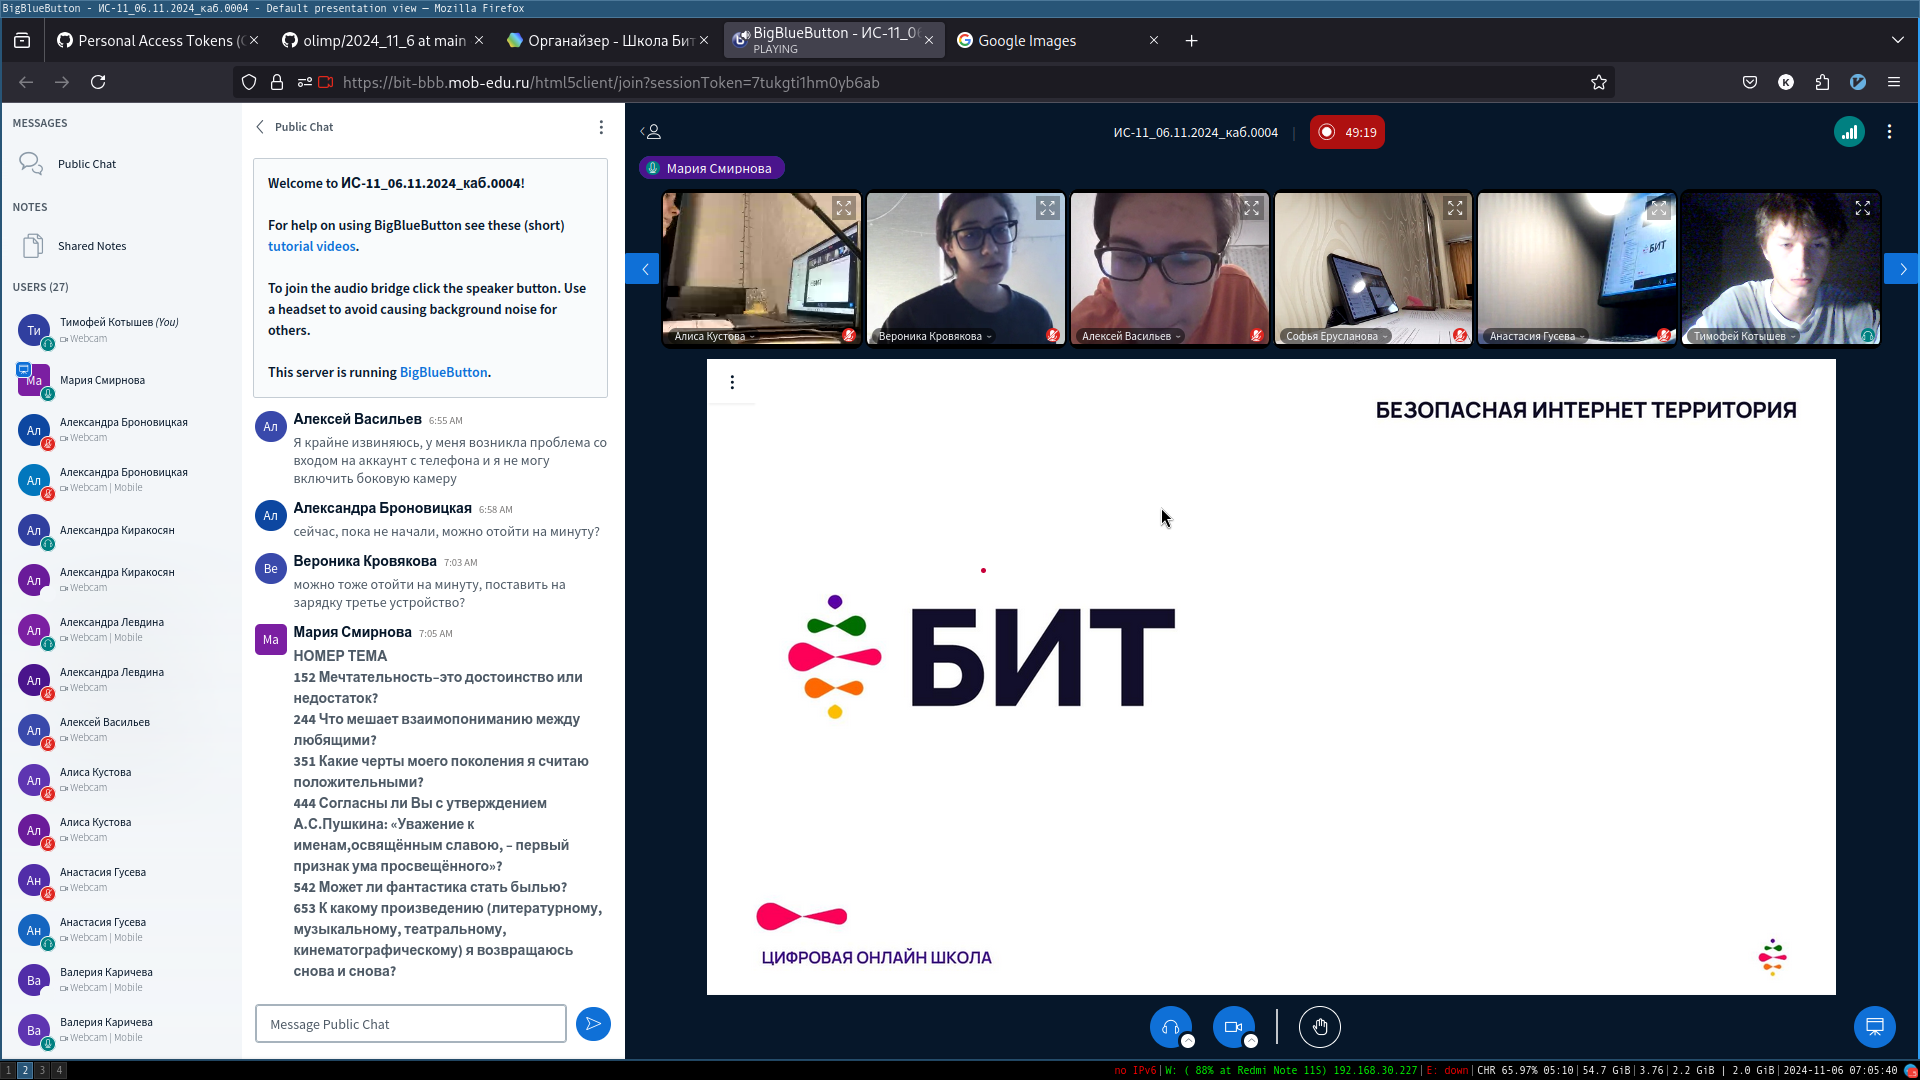 BigBlueButton - ИС-11_06.11.2024_каб.0004 - Default presentation view — Mozilla Firefox
Personal Access Tokens (
olimp/2024_11_6 at main
Органайзер - Школа Бит
BigBlueButton - ИС-11_0
PLAYING
Google Images
https://bit-bbb.mob-edu.ru/html5client/join?sessionToken=7tukgti1hm0yb6ab
MESSAGES
Public Chat
NOTES
Shared Notes
USERS (27)
Ти
Тимофей Котышев (You)
Webcam
Ма
Мария Смирнова
Ал
Александра Броновицкая
Webcam
Ал
Александра Броновицкая
Webcam | Mobile
Ал
Александра Киракосян
Ал
Александра Киракосян
Webcam
Ал
Александра Левдина
Webcam | Mobile
Ал
Александра Левдина
Webcam
Ал
Алексей Васильев
Webcam
Ал
Алиса Кустова
Webcam
Ал
Алиса Кустова
Webcam
Ан
Анастасия Гусева
Webcam
Ан
Анастасия Гусева
Webcam | Mobile
Ва
Валерия Каричева
Webcam | Mobile
Ва
Валерия Каричева
Webcam | Mobile
Public Chat
Welcome to ИС-11_06.11.2024_каб.0004!
For help on using BigBlueButton see these (short)
tutorial videos.
To join the audio bridge click the speaker button. Use
a headset to avoid causing background noise for
others.
This server is running BigBlueButton.
Ал
Алексей Васильев 6:55 AM
Я крайне извиняюсь, у меня возникла проблема со
входом на аккаунт с телефона и я не могу
включить боковую камеру
Ал
Александра Броновицкая 6:58 AM
сейчас, пока не начали, можно отойти на минуту?
Ве
Вероника Кровякова 7:03 AM
можно тоже отойти на минуту, поставить на
зарядку третье устройство?
Ма
Мария Смирнова 7:05 AM
НОМЕР ТЕМА
152 Мечтательность–это достоинство или
недостаток?
244 Что мешает взаимопониманию между
любящими?
351 Какие черты моего поколения я считаю
положительными?
444 Согласны ли Вы с утверждением
А.С.Пушкина: «Уважение к
именам,освящённым славою, – первый
признак ума просвещённого»?
542 Может ли фантастика стать былью?
653 К какому произведению (литературному,
музыкальному, театральному,
кинематографическому) я возвращаюсь
снова и снова?
Message Public Chat
ИС-11_06.11.2024_каб.0004
49:19
Мария Смирнова
Алиса Кустова
Вероника Кровякова
Алексей Васильев
Софья Ерусланова
Анастасия Гусева
Тимофей Котышев
БИТ
БЕЗОПАСНАЯ ИНТЕРНЕТ ТЕРРИТОРИЯ
БИТ
ЦИФРОВАЯ ОНЛАЙН ШКОЛА
1 2 3 4
no IPv6|W: ( 88% at Redmi Note 11S) 192.168.30.227|E: down|CHR 65.97% 05:10|54.7 GiB|3.76|2.2 GiB | 2.0 GiB|2024-11-06 07:05:40